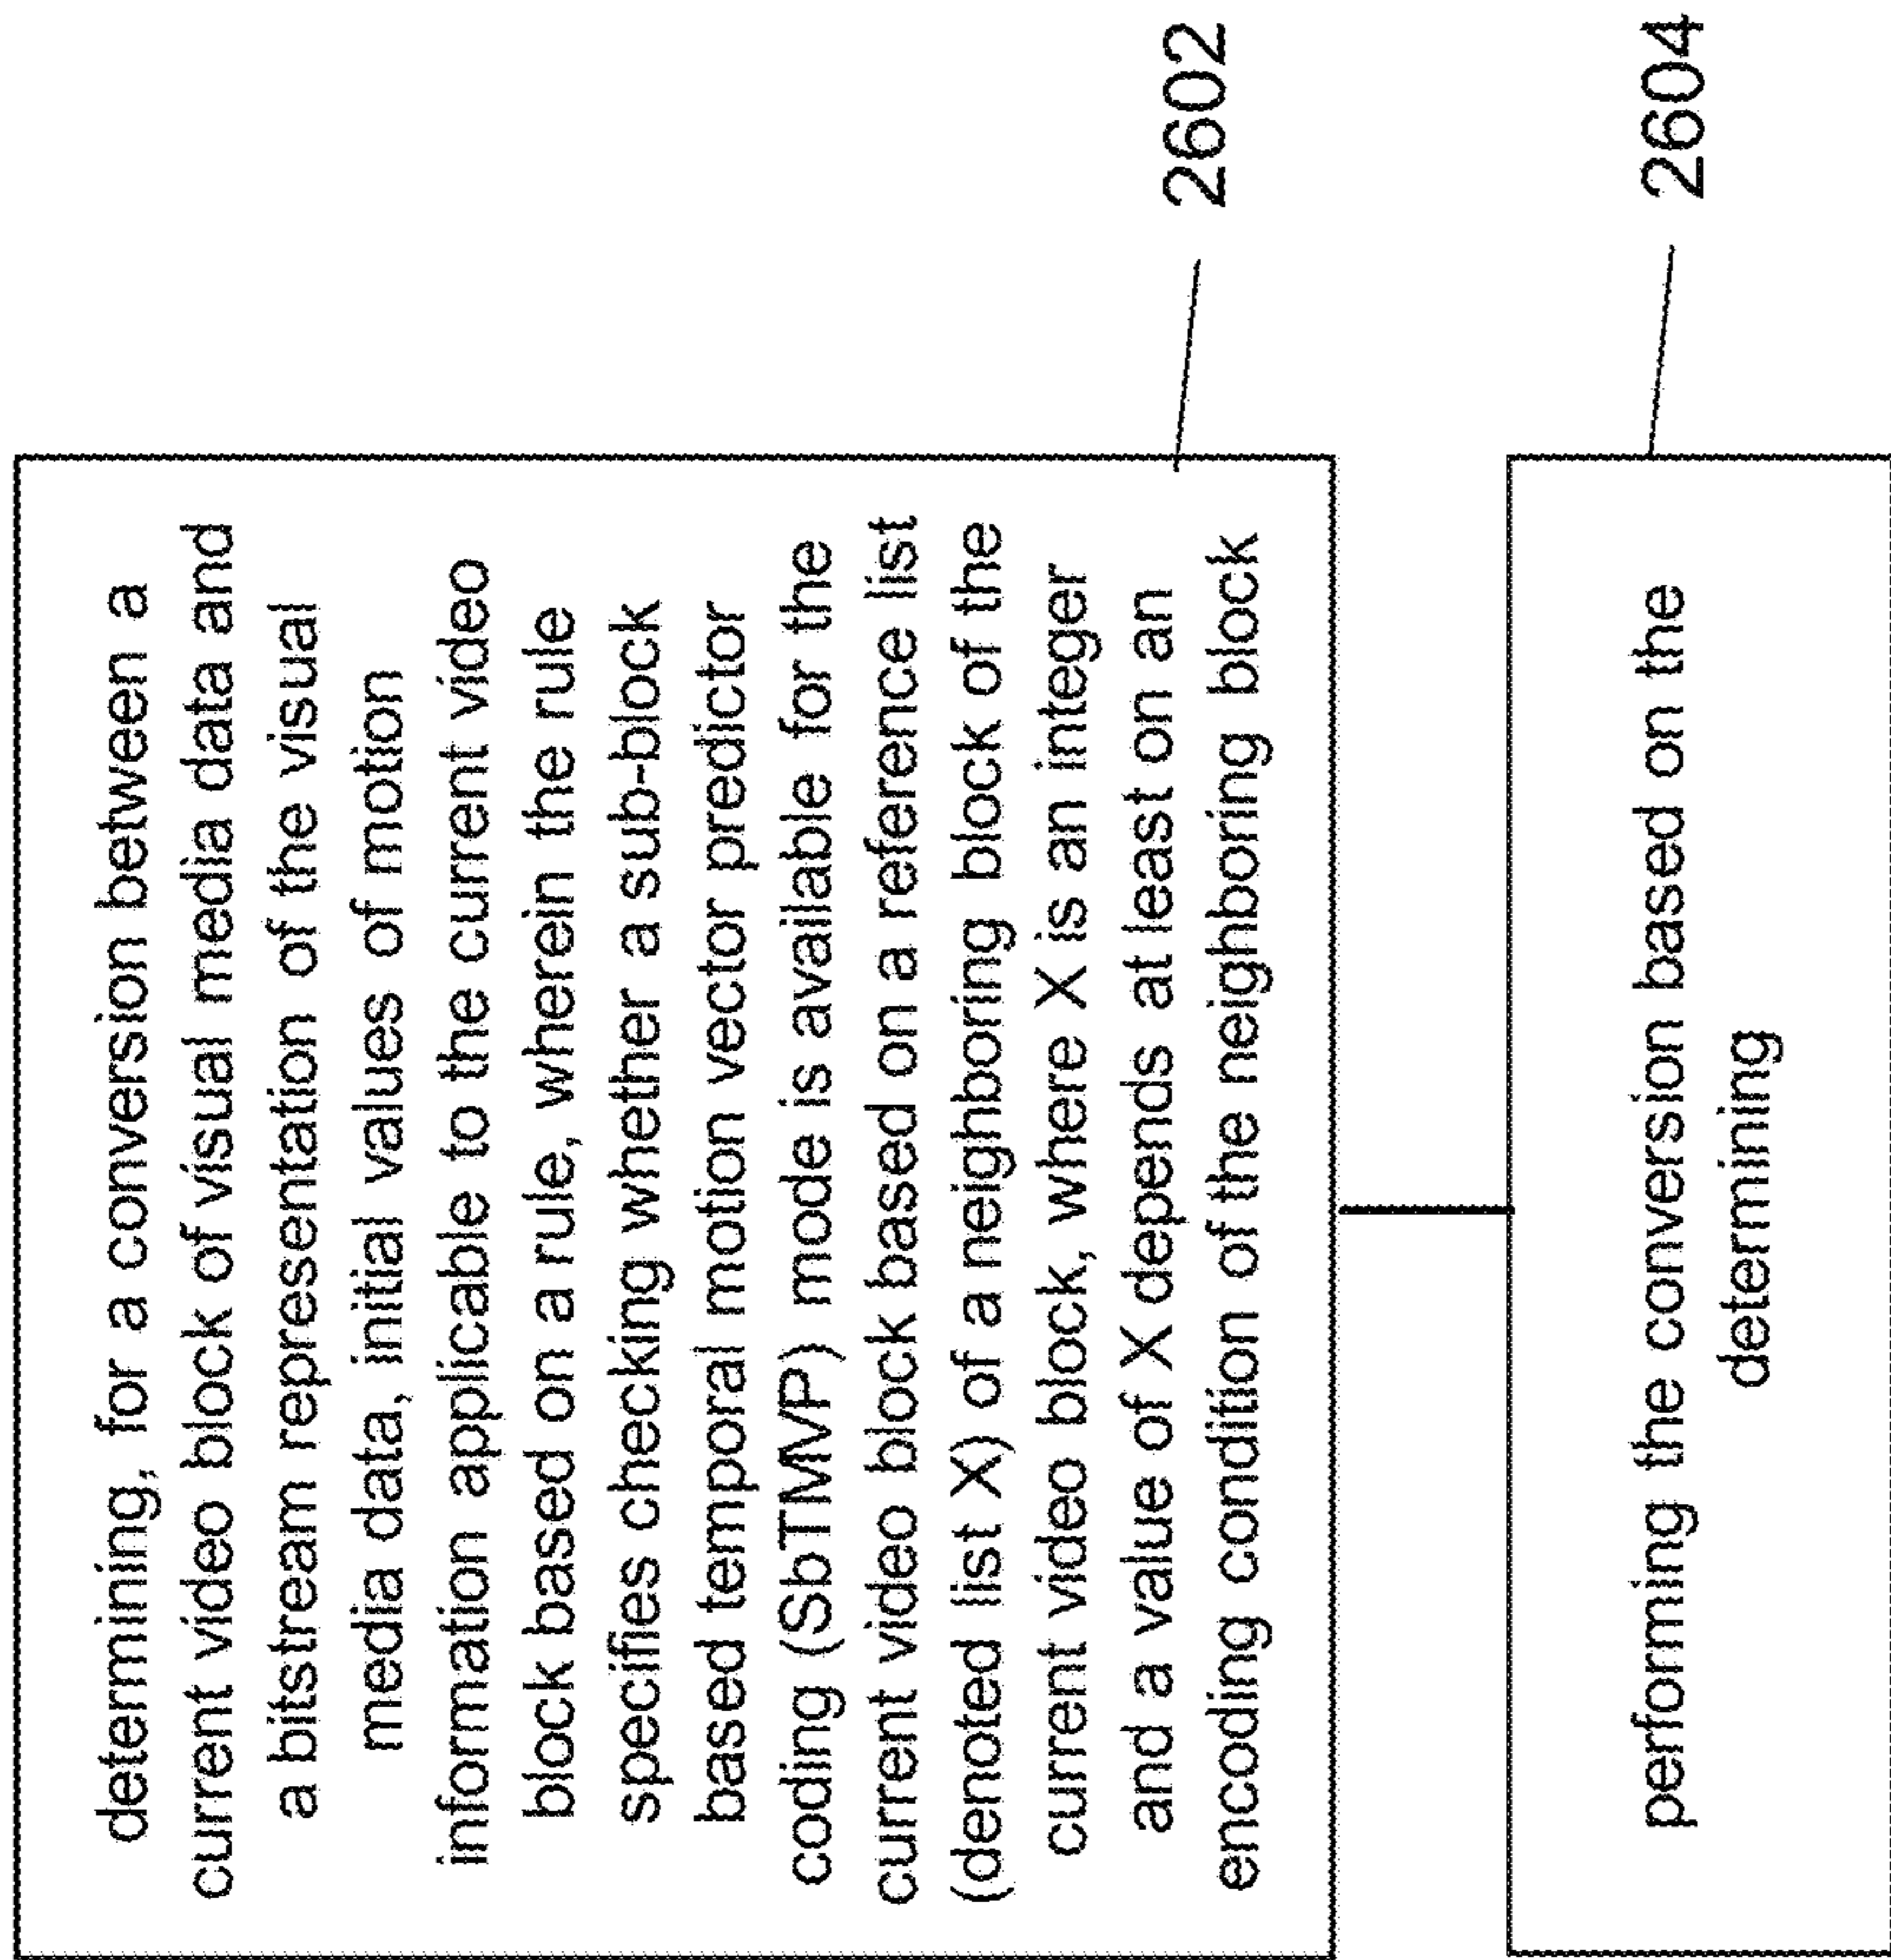 determining, for a conversion between a
current video block of visual media data and
a bitstream representation of the visual
media data, initial values of motion
information applicable to the current video
block based on a rule, wherein the rule
specifies checking whether a sub-block
based temporal motion vector predictor
coding (SbTMVP) mode is available for the
current video block based on a reference list
(denoted list X) of a neighboring block of the
current video block, where X is an integer
and a value of X depends at least on an
encoding condition of the neighboring block
2602
performing the conversion based on the
determining
2604